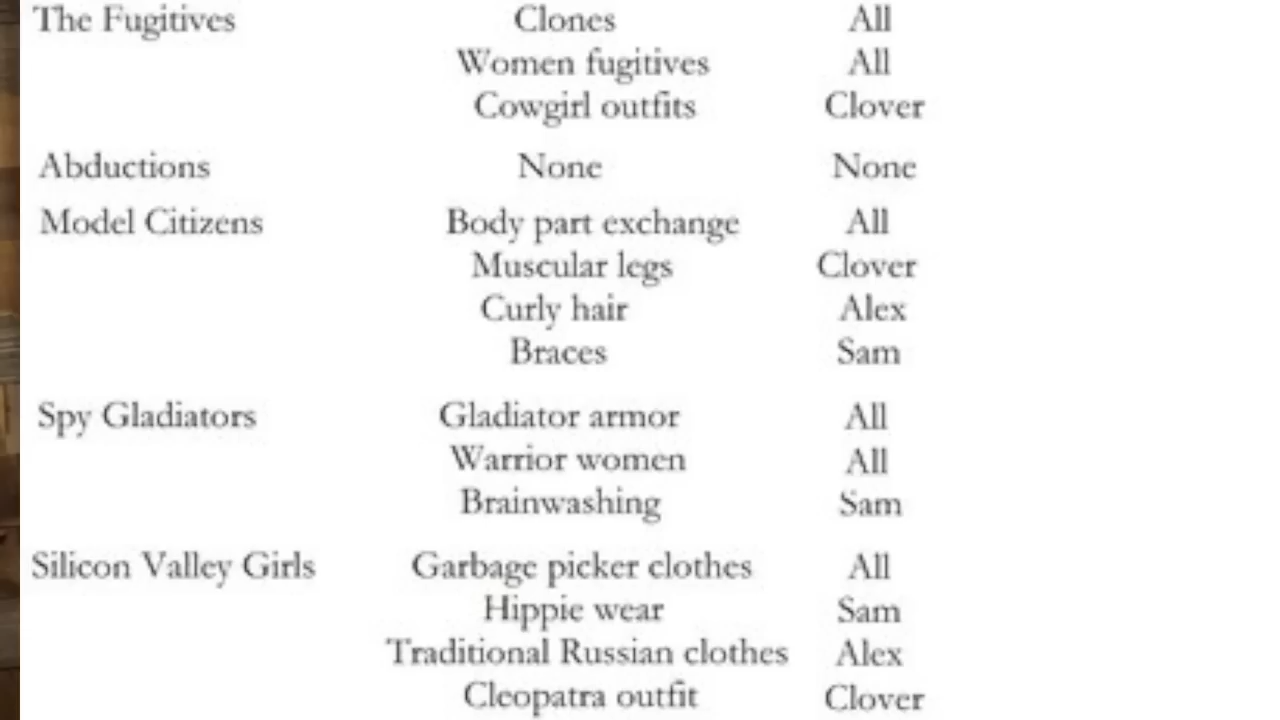 The Fugitives Clones All
Women fugitives All
Cowgirl outfits Clover
Abductions None None
Model Citizens Body part exchange All
Muscular legs Clover
Curly hair Alex
Braces Sam
Spy Gladiators Gladiator armor All
Warrior women All
Brainwashing Sam
Silicon Valley Girls Garbage picker clothes All
Hippie wear Sam
Traditional Russian clothes Alex
Cleopatra outfit Clover